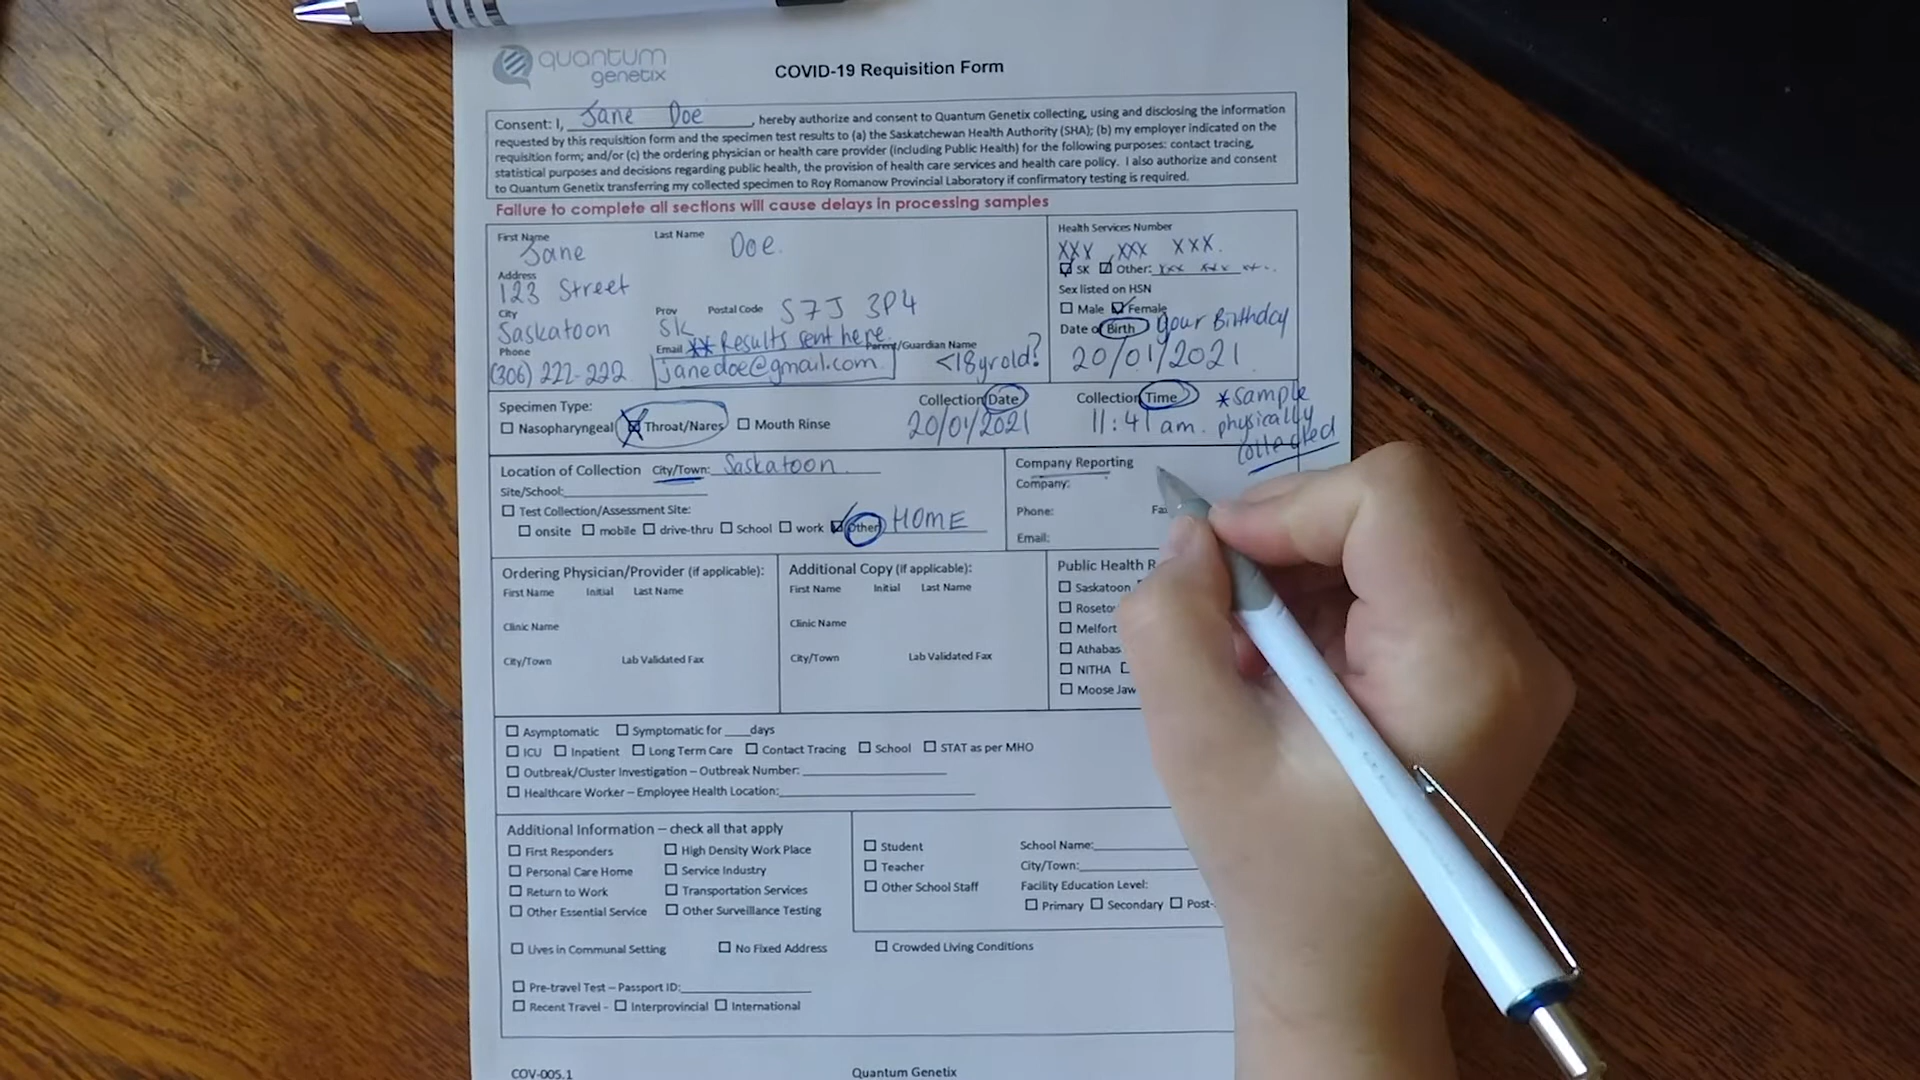 quantum
genetix
COVID-19 Requisition Form
Consent: I, Jane Doe, hereby authorize and consent to Quantum Genetix collecting, using and disclosing the information
requested by this requisition form and the specimen test results to (a) the Saskatchewan Health Authority (SHA); (b) my employer indicated on the
requisition form; and/or (c) the ordering physician or health care provider (including Public Health) for the following purposes: contact tracing,
statistical purposes and decisions regarding public health, the provision of health care services and health care policy. I also authorize and consent
to Quantum Genetix transferring my collected specimen to Roy Romanow Provincial Laboratory if confirmatory testing is required.
Failure to complete all sections will cause delays in processing samples
First Name Last Name
Jane Doe.
Address
123 Street
City Prov Postal Code S7J 3P4
Saskatoon SK
Phone Email ** Results sent here Parent/Guardian Name
(306) 222-222 janedoe@gmail.com <18yr old?
Health Services Number
XXX XXX XXX.
SK Other: xxx xxx xx..
Sex listed on HSN
Male Female
Date of Birth your Birthday
20/01/2021
Specimen Type:
Nasopharyngeal Throat/Nares Mouth Rinse
Collection Date Collection Time
20/01/2021 11:41 am.
*sample
physically
collected
Location of Collection City/Town: Saskatoon
Site/School:
Test Collection/Assessment Site:
onsite mobile drive-thru School work Other HOME
Company Reporting
Company:
Phone:
Email:
Ordering Physician/Provider (if applicable):
First Name Initial Last Name
Clinic Name
City/Town Lab Validated Fax
Additional Copy (if applicable):
First Name Initial Last Name
Clinic Name
City/Town Lab Validated Fax
Public Health
Saskatoon
Melfort
NITHA
Moose Jaw
Asymptomatic Symptomatic for ___days
ICU Inpatient Long Term Care Contact Tracing School STAT as per MHO
Outbreak/Cluster Investigation – Outbreak Number:
Healthcare Worker – Employee Health Location:
Additional Information – check all that apply
First Responders High Density Work Place
Personal Care Home Service Industry
Return to Work Transportation Services
Other Essential Service Other Surveillance Testing
Student School Name:
Teacher City/Town:
Other School Staff Facility Education Level:
Primary Secondary Post-
Lives in Communal Setting No Fixed Address Crowded Living Conditions
Pre-travel Test – Passport ID:
Recent Travel - Interprovincial International
COV-005.1 Quantum Genetix